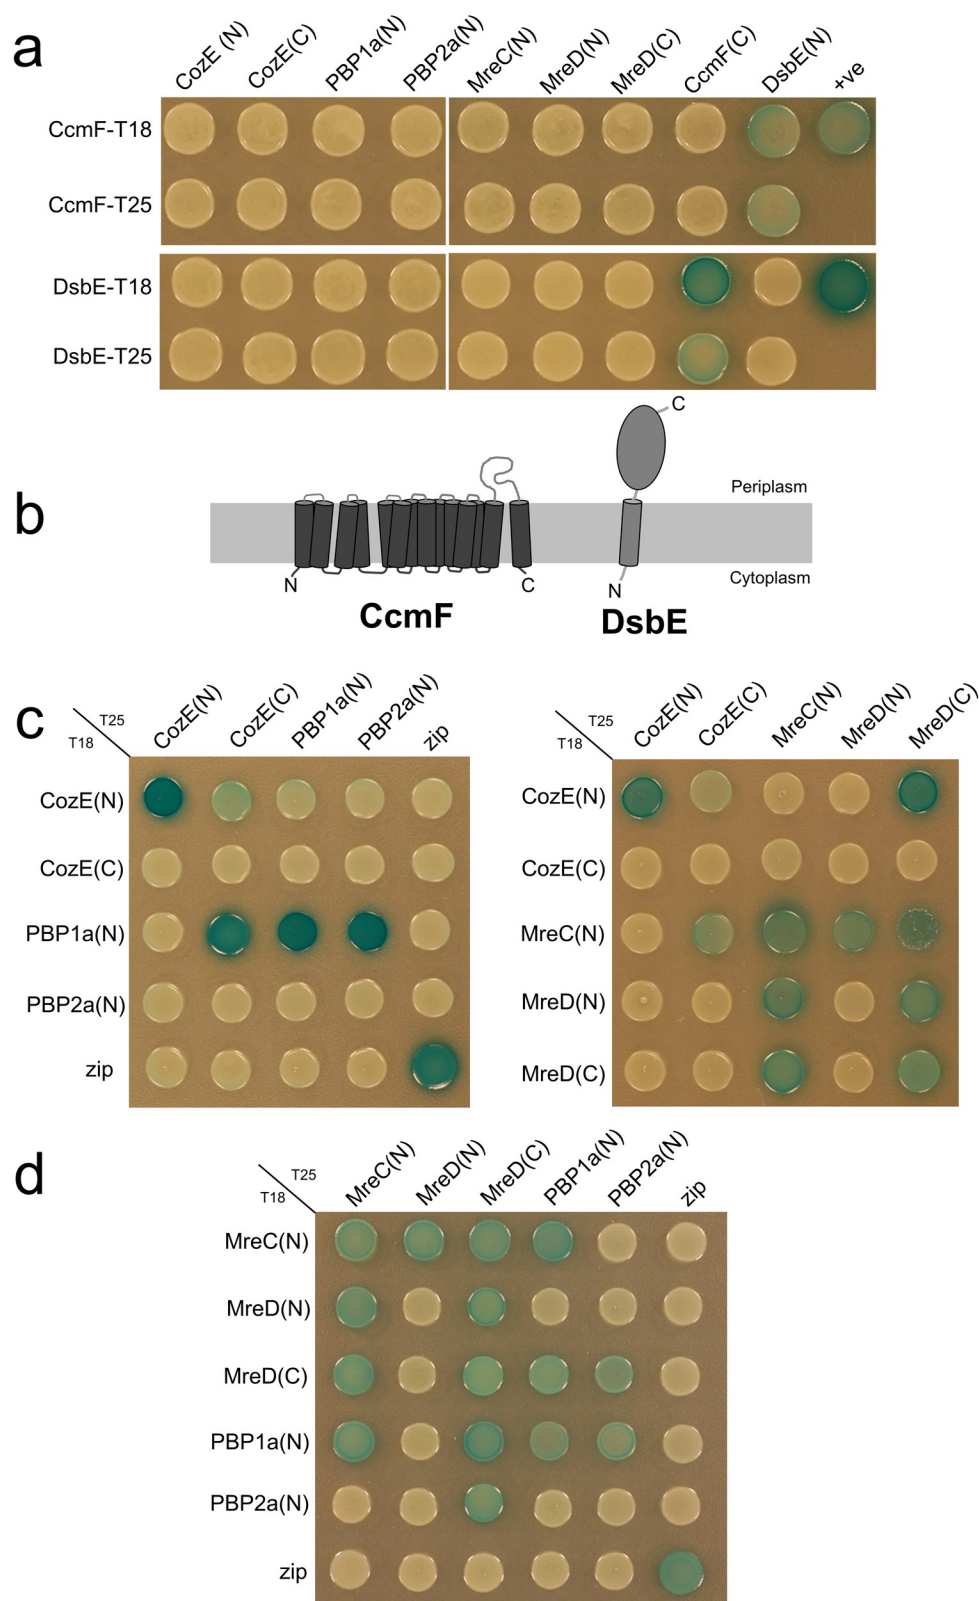 a
CozE (N) CozE(C) PBP1a(N) PBP2a(N) MreC(N) MreD(N) MreD(C) CcmF(C) DsbE(N) +ve
CcmF-T18
CcmF-T25
DsbE-T18
DsbE-T25
b
Periplasm
Cytoplasm
N C
N C
CcmF DsbE
c
T25
T18
CozE(N) CozE(C) PBP1a(N) PBP2a(N) zip
CozE(N)
CozE(C)
PBP1a(N)
PBP2a(N)
zip
T25
T18
CozE(N) CozE(C) MreC(N) MreD(N) MreD(C)
CozE(N)
CozE(C)
MreC(N)
MreD(N)
MreD(C)
d
T25
T18
MreC(N) MreD(N) MreD(C) PBP1a(N) PBP2a(N) zip
MreC(N)
MreD(N)
MreD(C)
PBP1a(N)
PBP2a(N)
zip